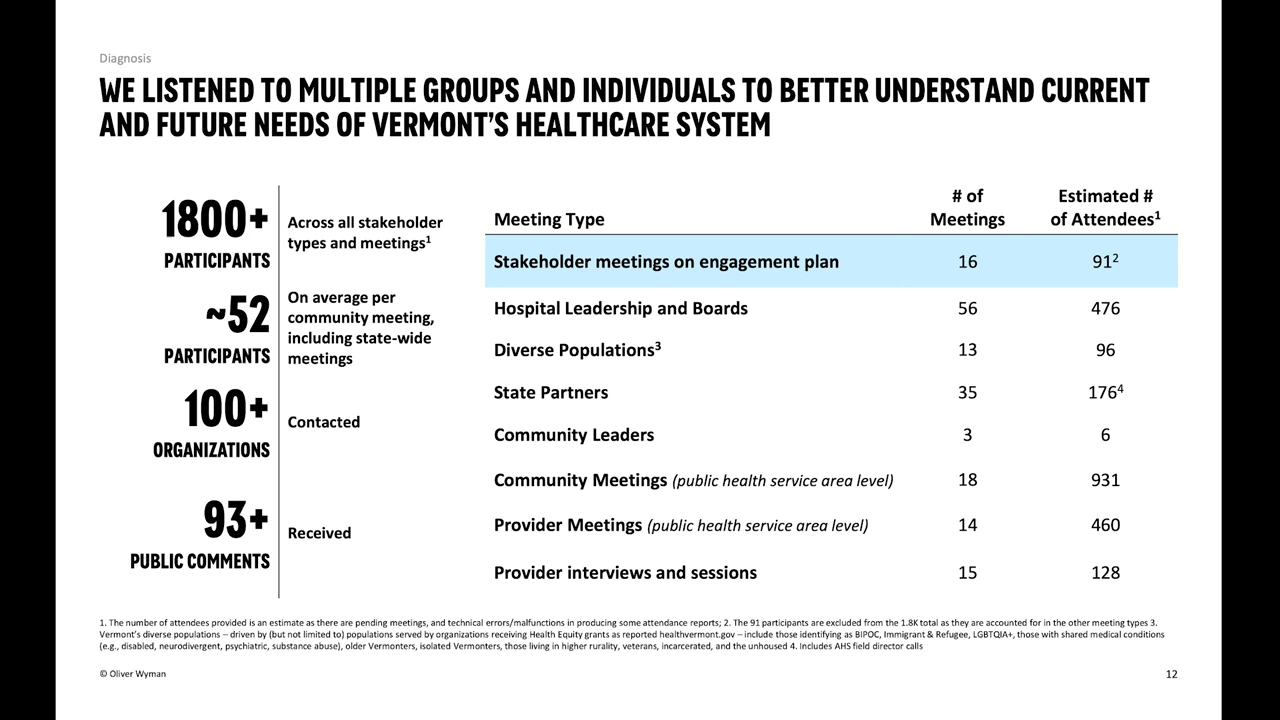 Diagnosis
WE LISTENED TO MULTIPLE GROUPS AND INDIVIDUALS TO BETTER UNDERSTAND CURRENT
AND FUTURE NEEDS OF VERMONT'S HEALTHCARE SYSTEM
1800+
PARTICIPANTS
Across all stakeholder
types and meetings¹
~52
PARTICIPANTS
On average per
community meeting,
including state-wide
meetings
100+
ORGANIZATIONS
Contacted
93+
PUBLIC COMMENTS
Received
Meeting Type
# of
Meetings
Estimated #
of Attendees¹
Stakeholder meetings on engagement plan 16 91²
Hospital Leadership and Boards 56 476
Diverse Populations³ 13 96
State Partners 35 176⁴
Community Leaders 3 6
Community Meetings (public health service area level) 18 931
Provider Meetings (public health service area level) 14 460
Provider interviews and sessions 15 128
1. The number of attendees provided is an estimate as there are pending meetings, and technical errors/malfunctions in producing some attendance reports; 2. The 91 participants are excluded from the 1.8K total as they are accounted for in the other meeting types 3.
Vermont's diverse populations – driven by (but not limited to) populations served by organizations receiving Health Equity grants as reported healthvermont.gov – include those identifying as BIPOC, Immigrant & Refugee, LGBTQIA+, those with shared medical conditions
(e.g., disabled, neurodivergent, psychiatric, substance abuse), older Vermonters, isolated Vermonters, those living in higher rurality, veterans, incarcerated, and the unhoused 4. Includes AHS field director calls
© Oliver Wyman
12